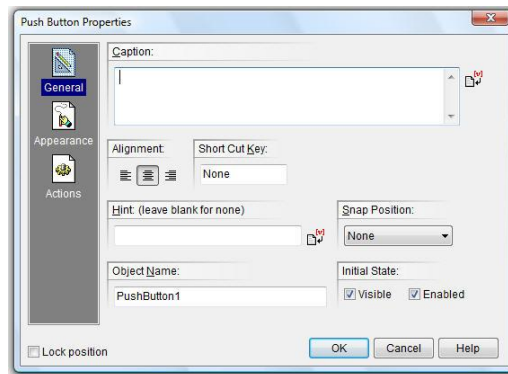 Push Button Properties
General
Appearance
Actions
Caption:
[v]
Alignment:
Short Cut Key:
None
Hint: (leave blank for none)
[v]
Snap Position:
None
Object Name:
PushButton1
Initial State:
Visible
Enabled
Lock position
OK
Cancel
Help